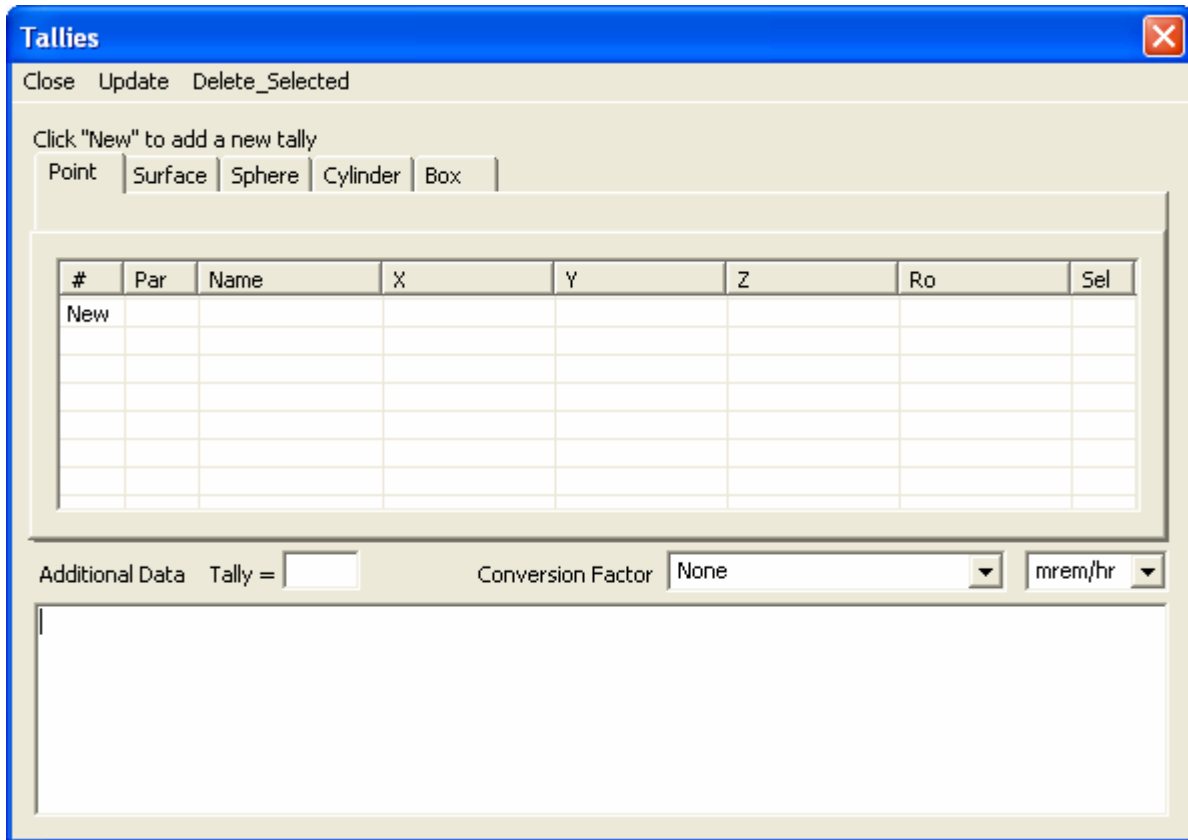 Tallies
Close Update Delete_Selected
Click "New" to add a new tally
Point Surface Sphere Cylinder Box
# Par Name X Y Z Ro Sel
New
Additional Data Tally = Conversion Factor None mrem/hr